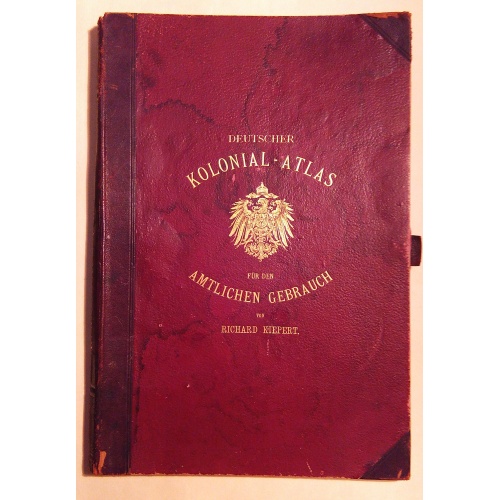 DEUTSCHER
KOLONIAL-ATLAS
FÜR DEN
AMTLICHEN GEBRAUCH
VON
RICHARD KIEPERT.